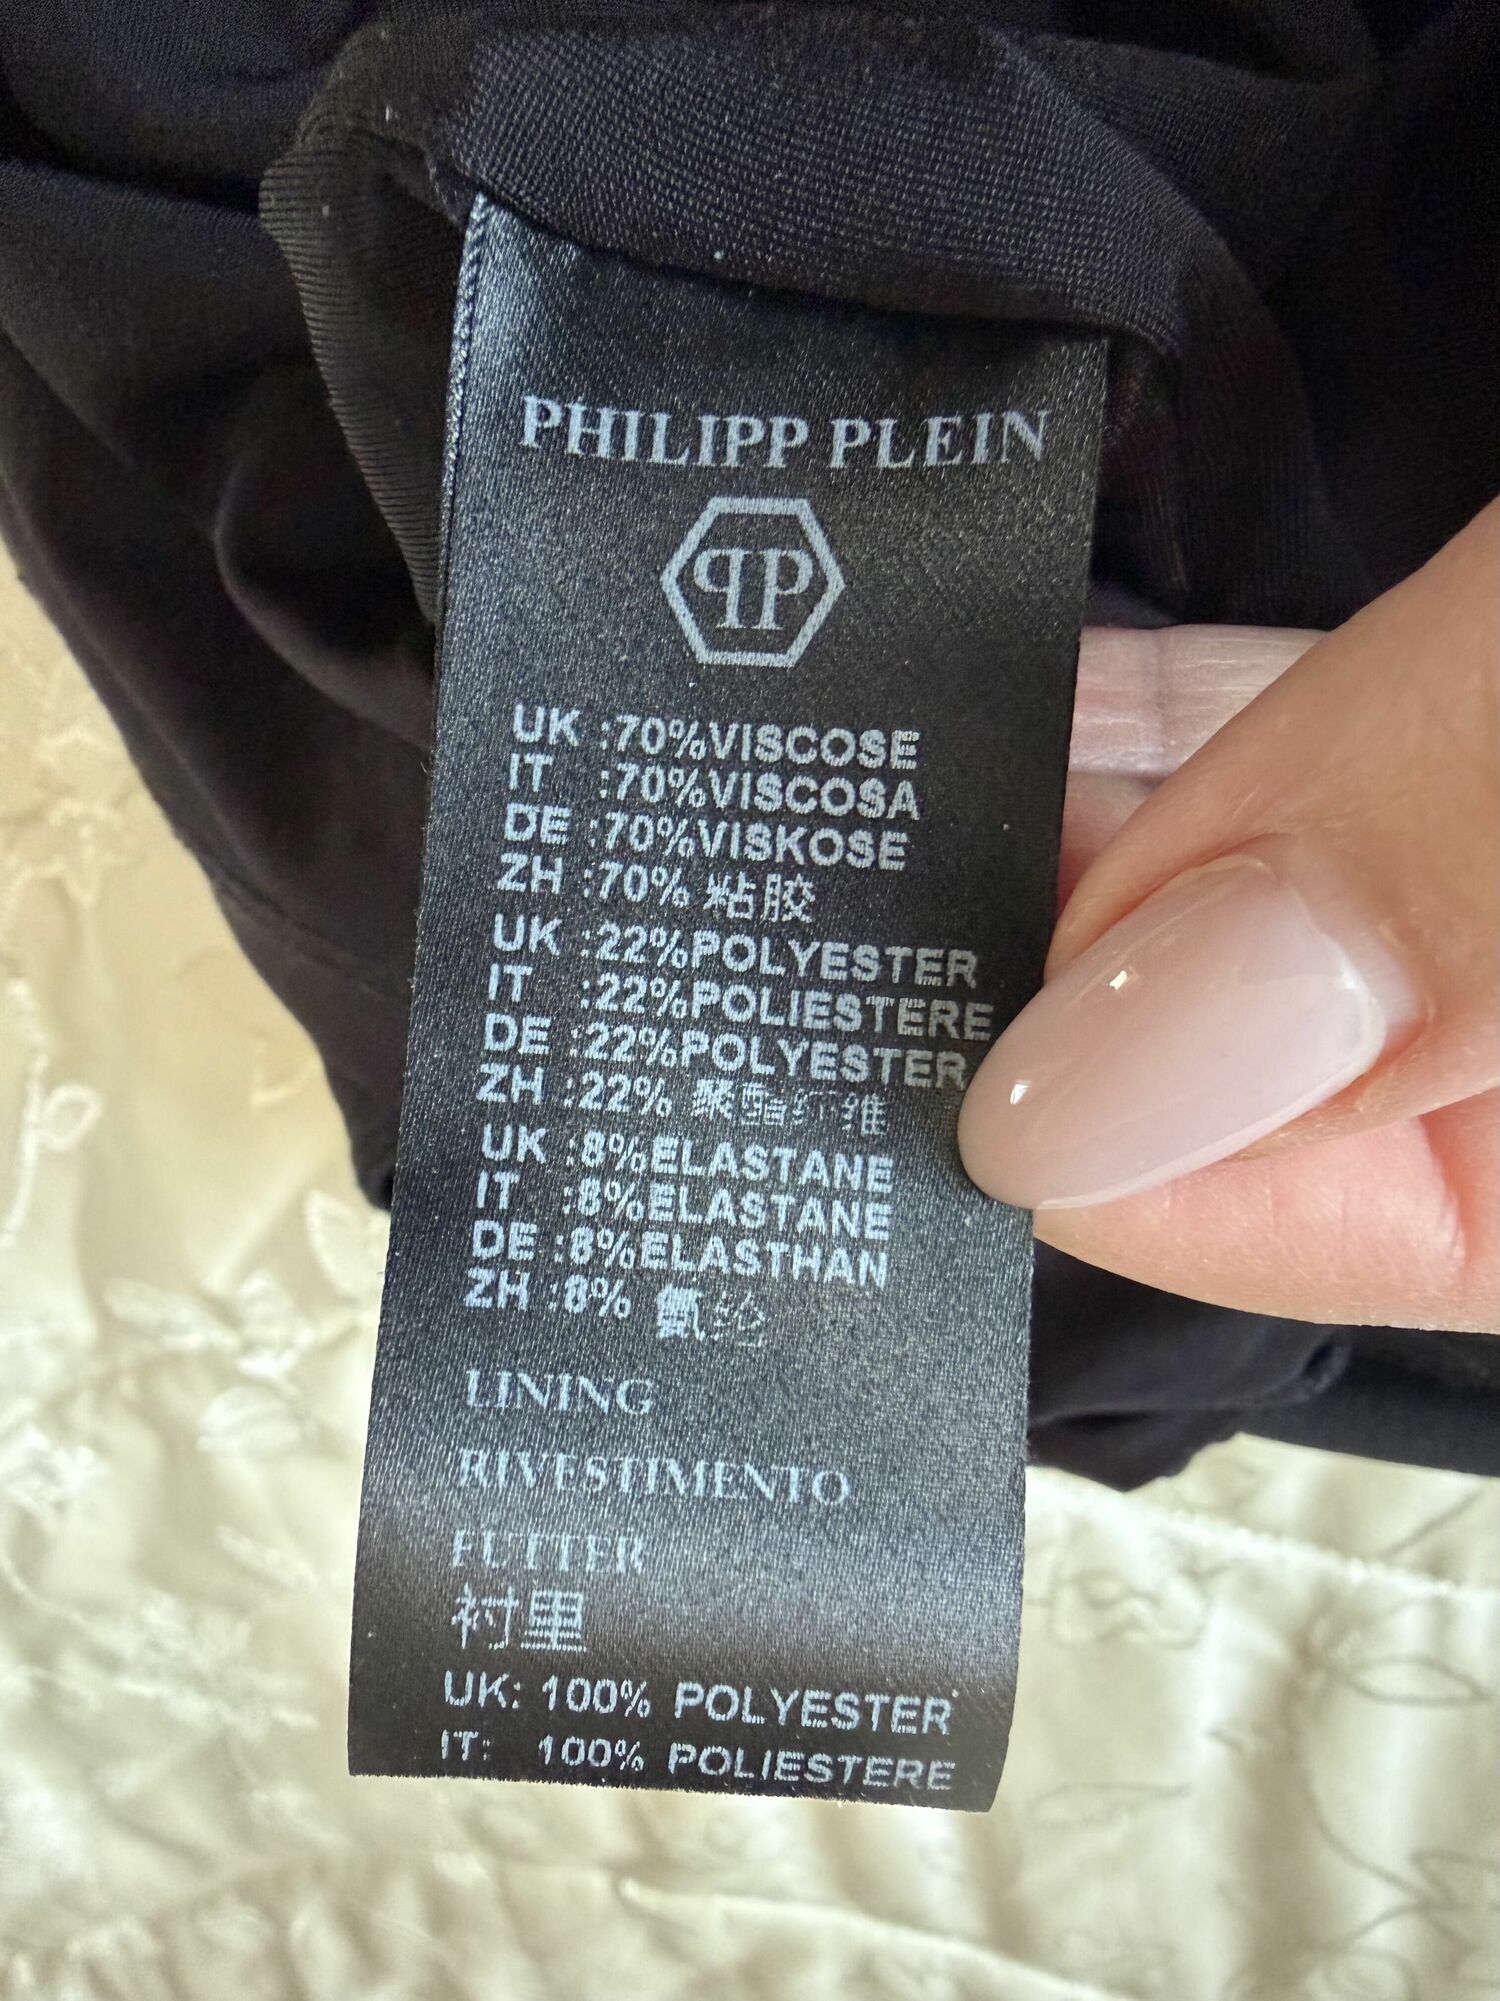 PHILIPP PLEIN
PP
UK :70%VISCOSE
IT :70%VISCOSA
DE :70%VISKOSE
ZH :70% 粘胶
UK :22%POLYESTER
IT :22%POLIESTERE
DE :22%POLYESTER
ZH :22% 聚酯纤维
UK :8%ELASTANE
IT :8%ELASTANE
DE :8%ELASTHAN
ZH :8% 氨纶
LINING
RIVESTIMENTO
FUTTER
衬里
UK: 100% POLYESTER
IT: 100% POLIESTERE